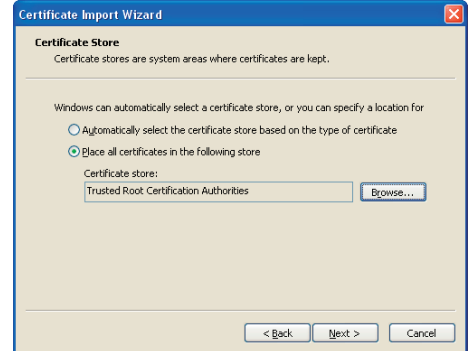 Certificate Import Wizard
Certificate Store
Certificate stores are system areas where certificates are kept.
Windows can automatically select a certificate store, or you can specify a location for
Automatically select the certificate store based on the type of certificate
Place all certificates in the following store
Certificate store:
Trusted Root Certification Authorities
Browse...
< Back
Next >
Cancel